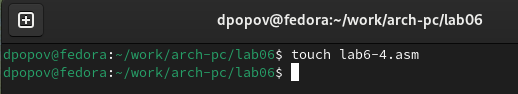 dpopov@fedora:~/work/arch-pc/lab06
dpopov@fedora:~/work/arch-pc/lab06$ touch lab6-4.asm
dpopov@fedora:~/work/arch-pc/lab06$